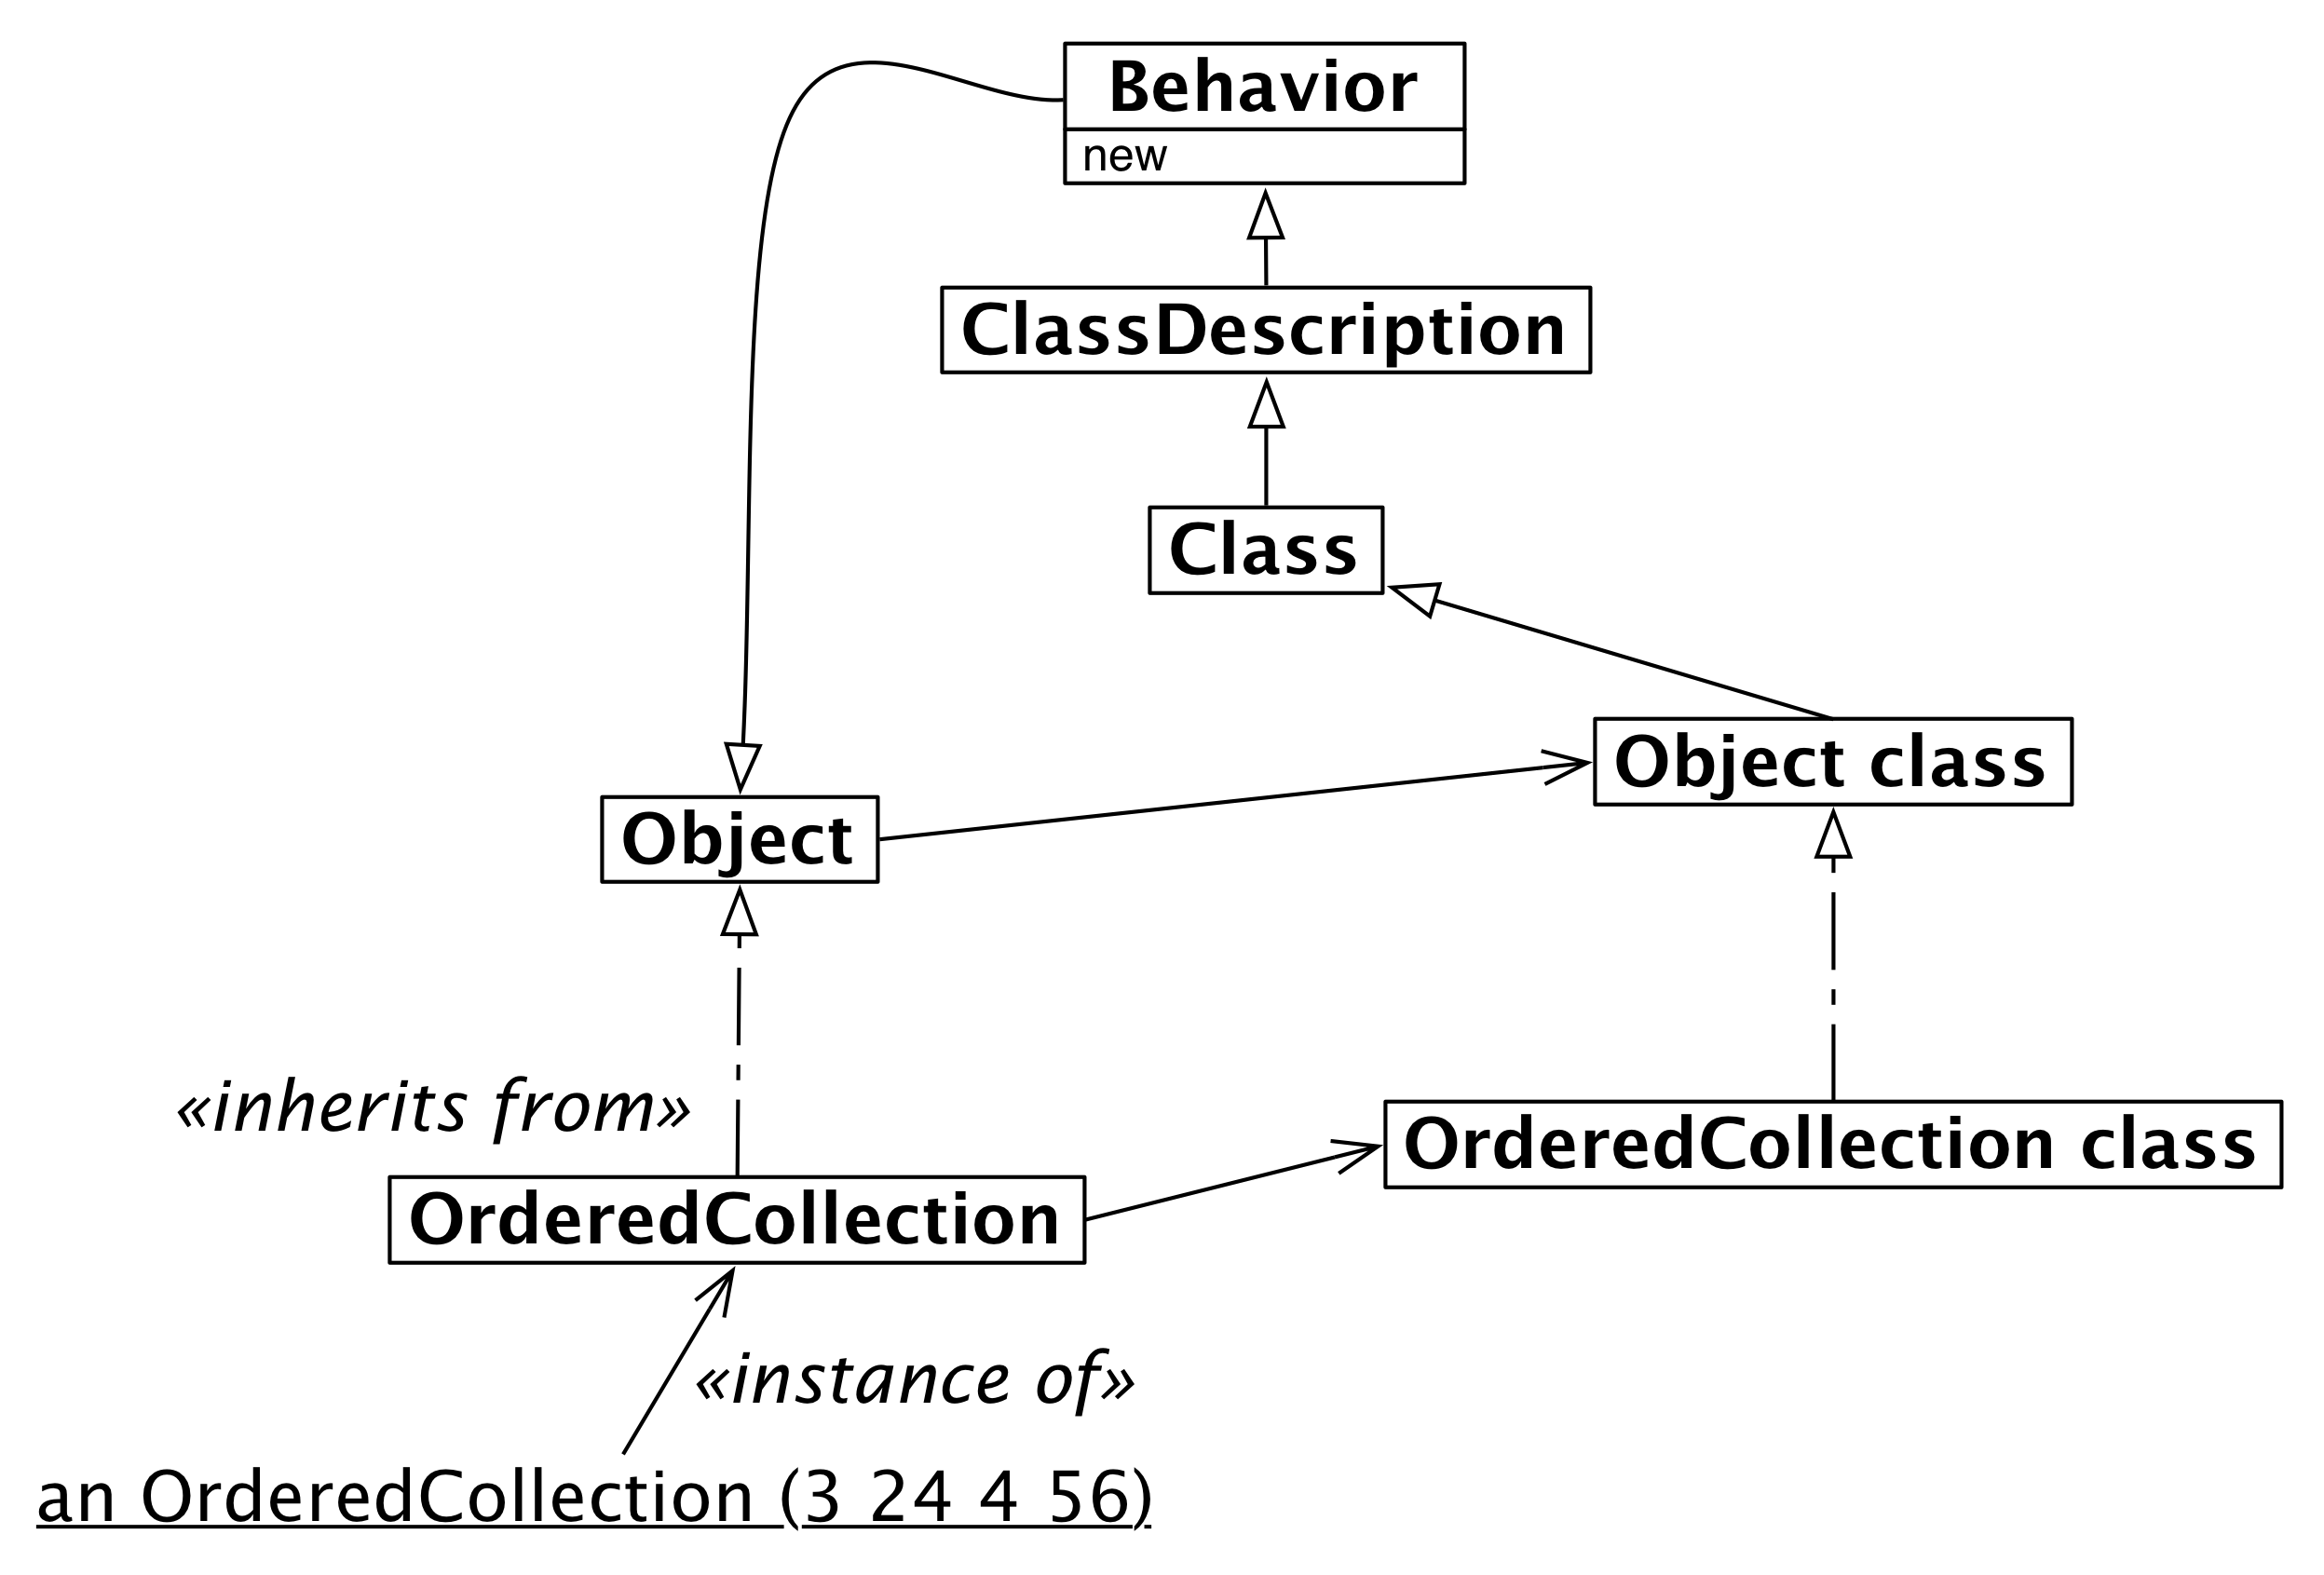 Behavior
new
ClassDescription
Class
Object class
Object
«inherits from»
OrderedCollection class
OrderedCollection
«instance of»
an OrderedCollection (3 24 4 56)